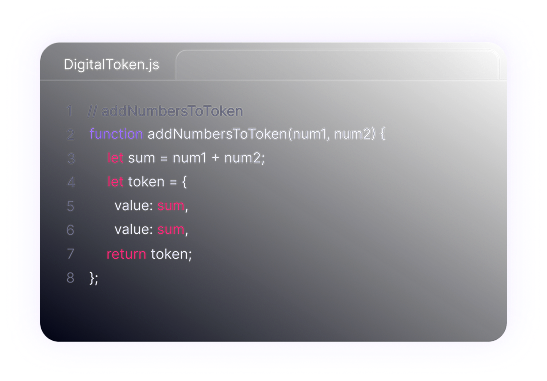 DigitalToken.js
1 // addNumbersToToken
2 function addNumbersToToken(num1, num2) {
3 let sum = num1 + num2;
4 let token = {
5 value: sum,
6 value: sum,
7 return token;
8 };